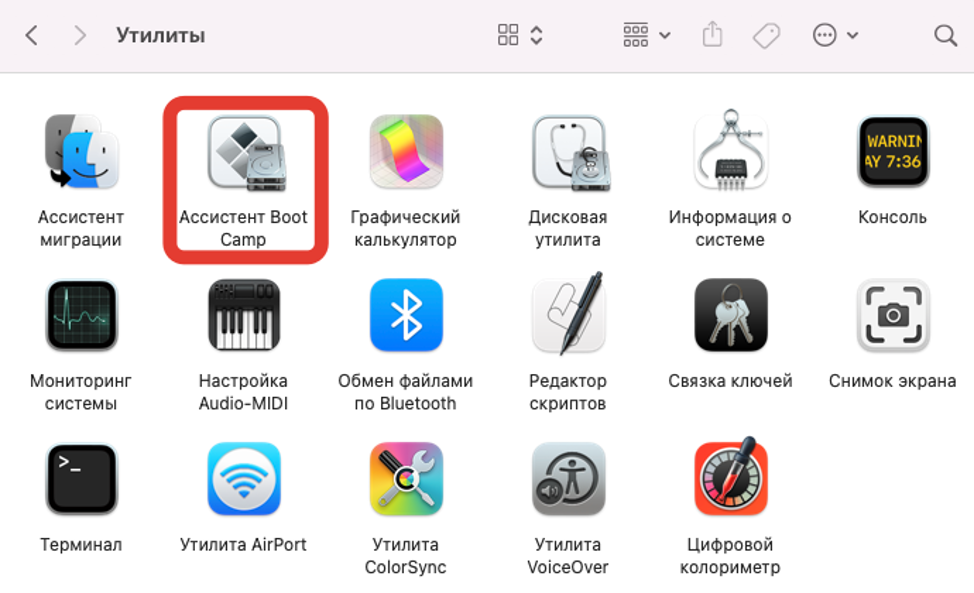 Утилиты
Ассистент
миграции
Ассистент Boot
Camp
Графический
калькулятор
Дисковая
утилита
Информация о
системе
WARNIN
AY 7:36
Консоль
Мониторинг
системы
Настройка
Audio-MIDI
Обмен файлами
по Bluetooth
Редактор
скриптов
Связка ключей
Снимок экрана
>_
Терминал
Утилита AirPort
Утилита
ColorSync
Утилита
VoiceOver
Цифровой
колориметр